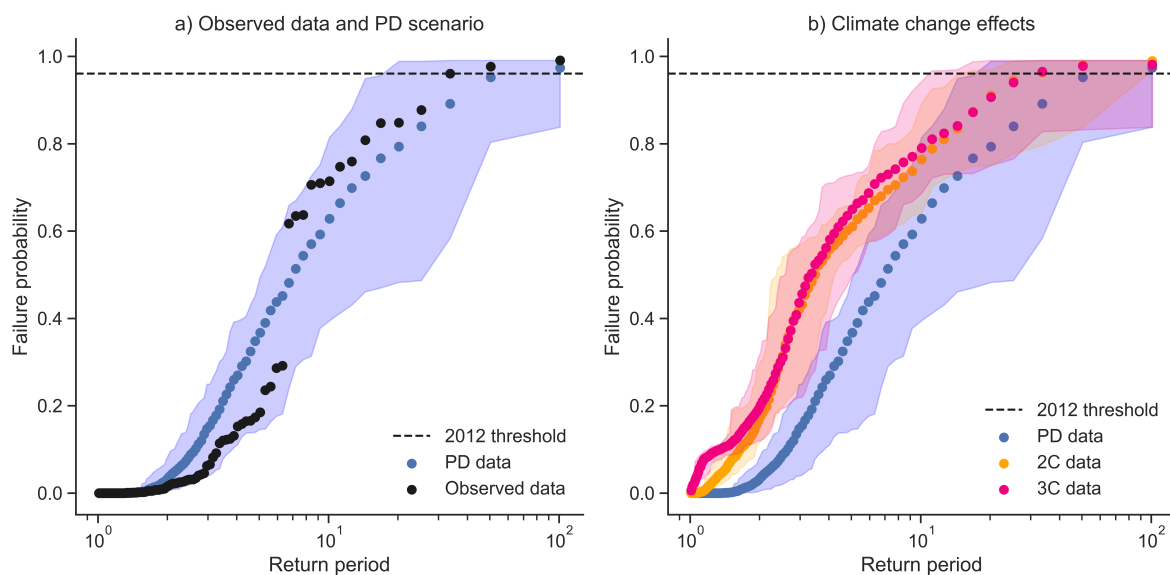 a) Observed data and PD scenario
1.0
0.8
0.6
0.4
0.2
0.0
Failure probability
2012 threshold
PD data
Observed data
10^0
10^1
10^2
Return period
b) Climate change effects
1.0
0.8
0.6
0.4
0.2
0.0
Failure probability
2012 threshold
PD data
2C data
3C data
10^0
10^1
10^2
Return period